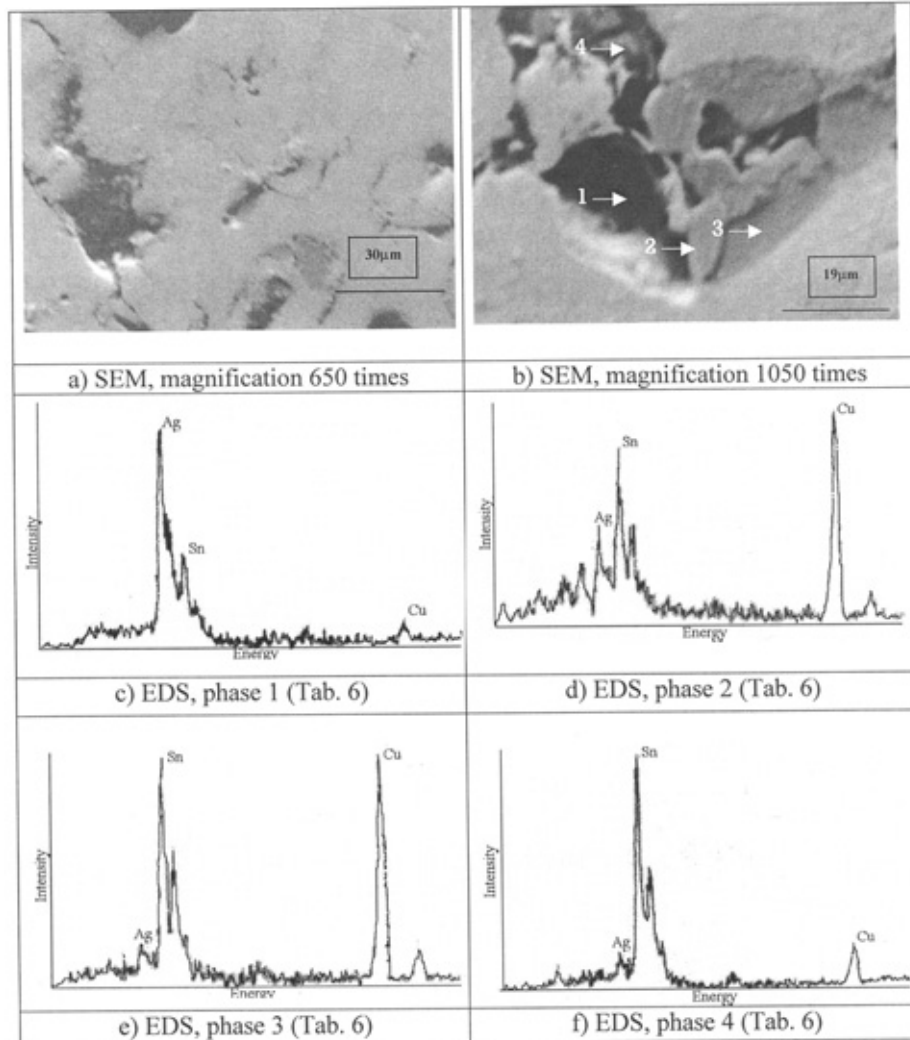 30μm
4
1
2
3
19μm
a) SEM, magnification 650 times
b) SEM, magnification 1050 times
Ag
Sn
Cu
Intensity
Energy
c) EDS, phase 1 (Tab. 6)
Cu
Sn
Ag
Intensity
Energy
d) EDS, phase 2 (Tab. 6)
Sn
Cu
Ag
Intensity
Energy
e) EDS, phase 3 (Tab. 6)
Sn
Ag
Cu
Intensity
Energy
f) EDS, phase 4 (Tab. 6)